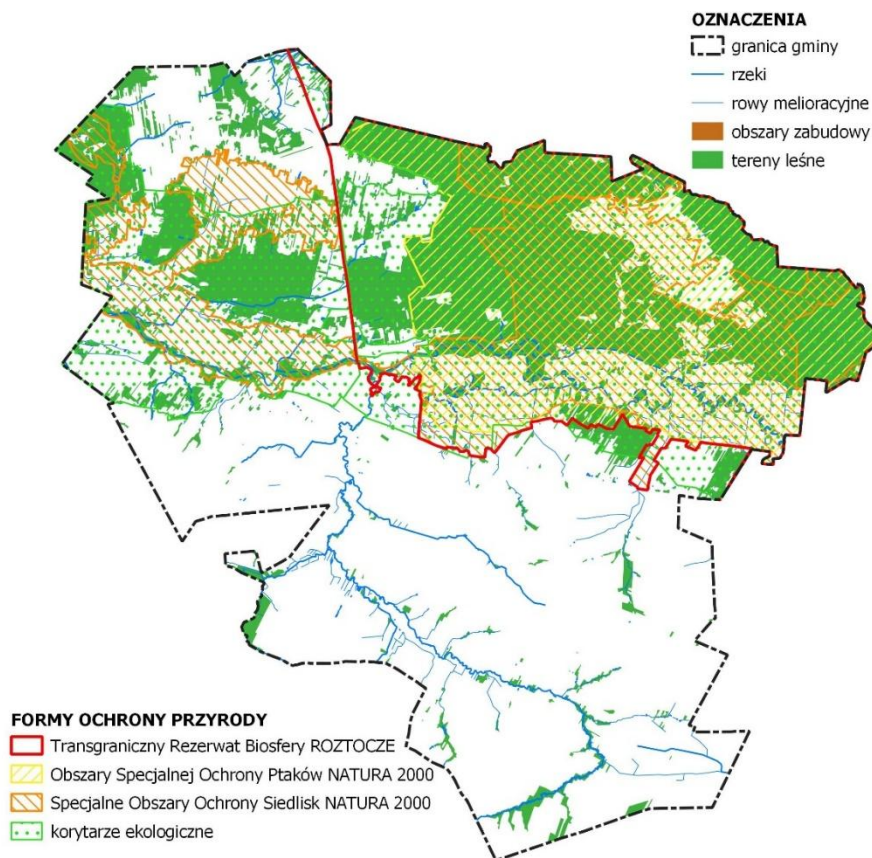 OZNACZENIA
granica gminy
rzeki
rowy melioracyjne
obszary zabudowy
tereny leśne
FORMY OCHRONY PRZYRODY
Transgraniczny Rezerwat Biosfery ROZTOCZE
Obszary Specjalnej Ochrony Ptaków NATURA 2000
Specjalne Obszary Ochrony Siedlisk NATURA 2000
korytarze ekologiczne